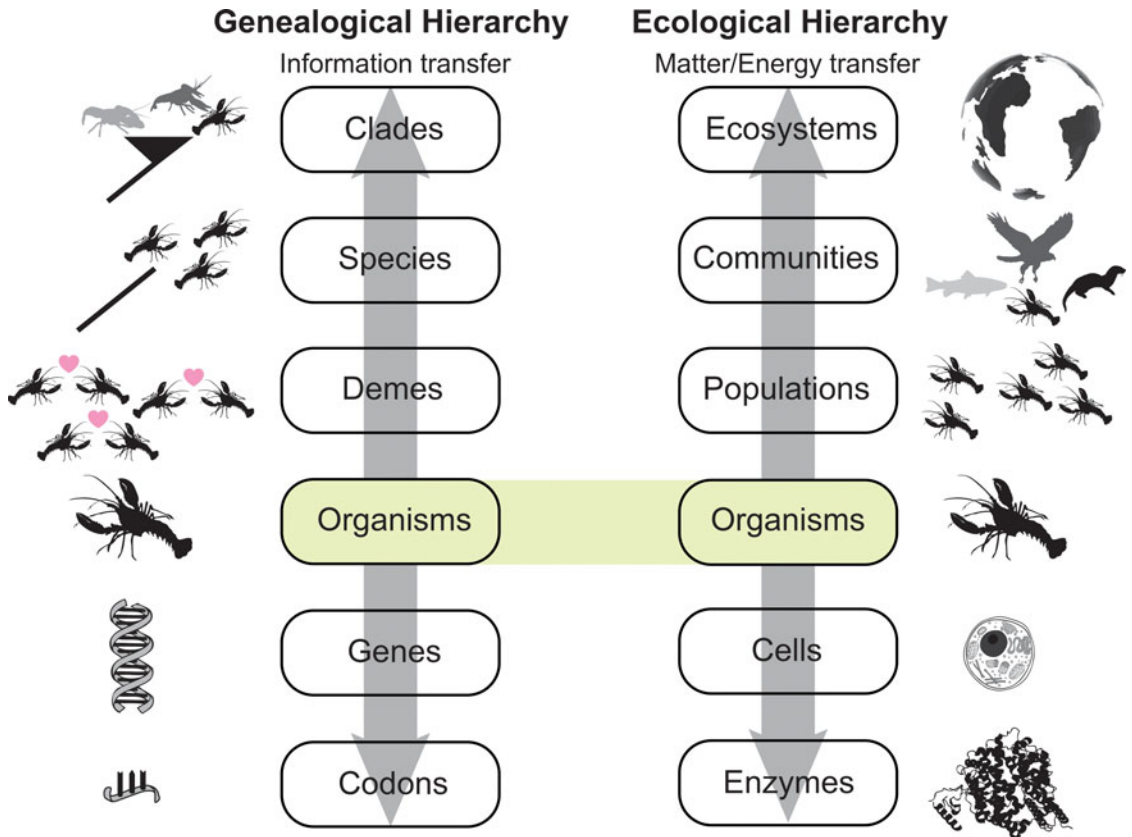 Genealogical Hierarchy
Information transfer
Clades
Species
Demes
Organisms
Genes
Codons
Ecological Hierarchy
Matter/Energy transfer
Ecosystems
Communities
Populations
Organisms
Cells
Enzymes